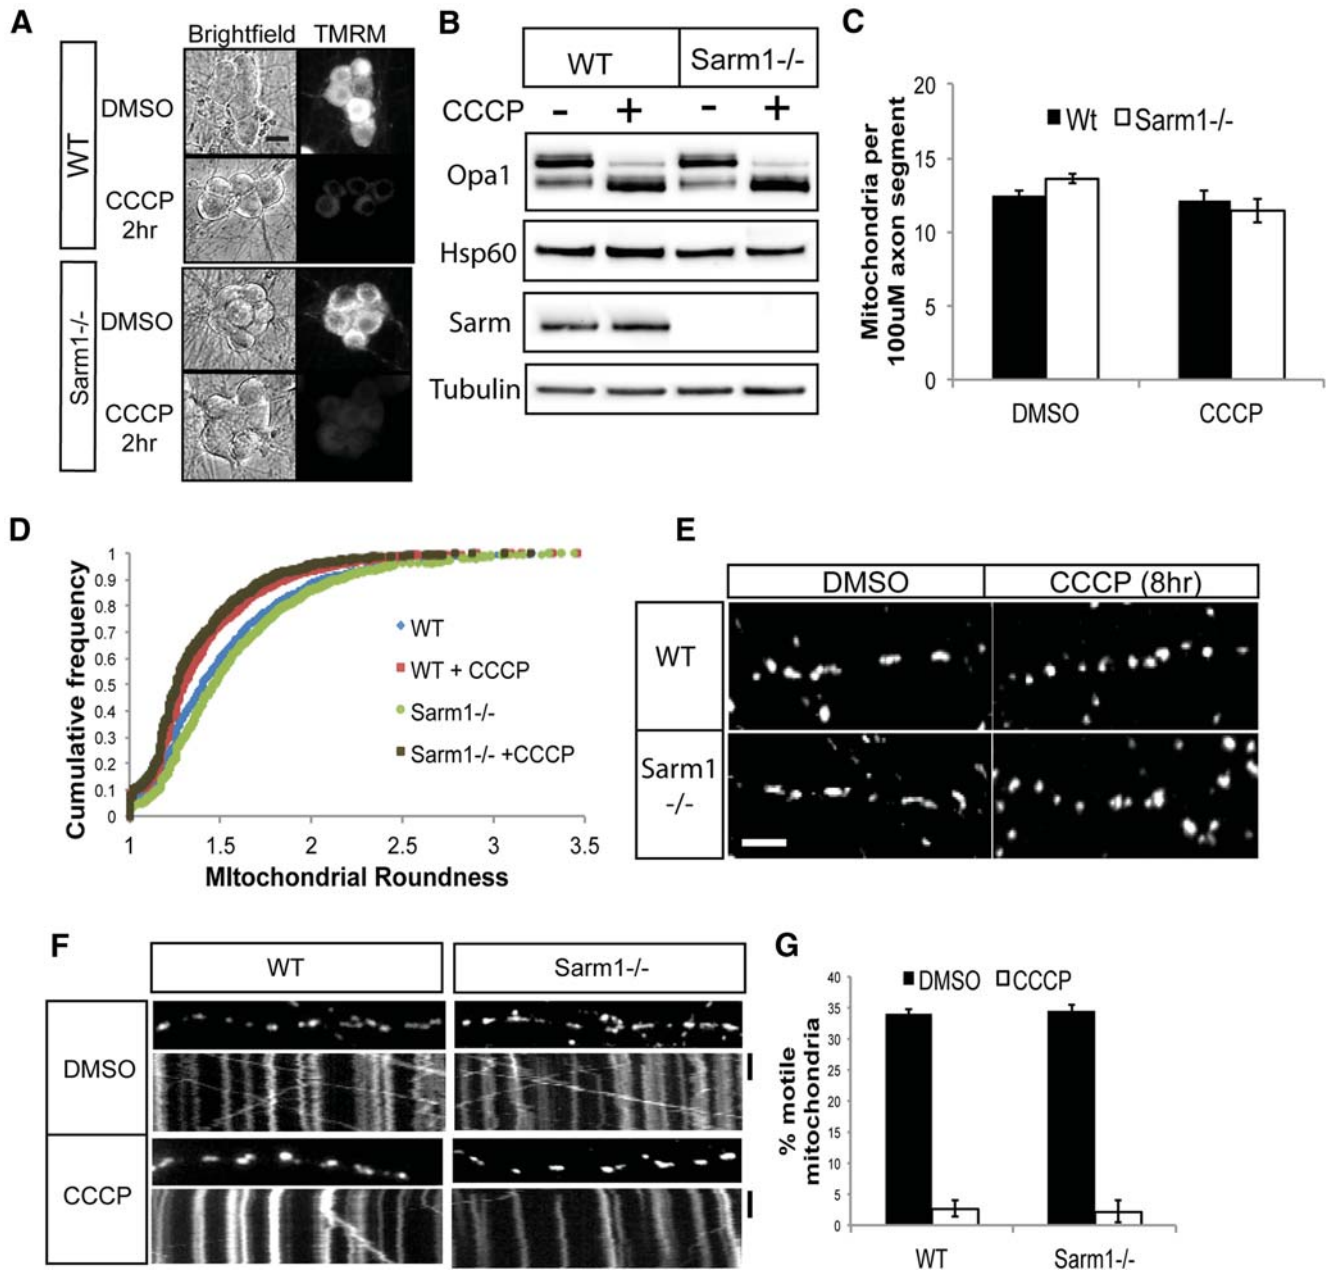 A
Brightfield TMRM
WT
DMSO
CCCP
2hr
Sarm1-/-
DMSO
CCCP
2hr
B
WT Sarm1-/-
CCCP - + - +
Opa1
Hsp60
Sarm
Tubulin
C
Mitochondria per
100uM axon segment
20
15
10
5
0
Wt Sarm1-/-
DMSO CCCP
D
Cumulative frequency
1
0.9
0.8
0.7
0.6
0.5
0.4
0.3
0.2
0.1
0
WT
WT + CCCP
Sarm1-/-
Sarm1-/- +CCCP
1 1.5 2 2.5 3 3.5
MItochondrial Roundness
E
DMSO CCCP (8hr)
WT
Sarm1
-/-
F
WT Sarm1-/-
DMSO
CCCP
G
% motile
mitochondria
40
35
30
25
20
15
10
5
0
DMSO CCCP
WT Sarm1-/-